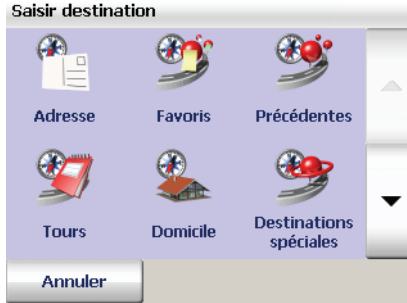 Saisir destination
Adresse
Favoris
Précédentes
Tours
Domicile
Destinations
spéciales
Annuler